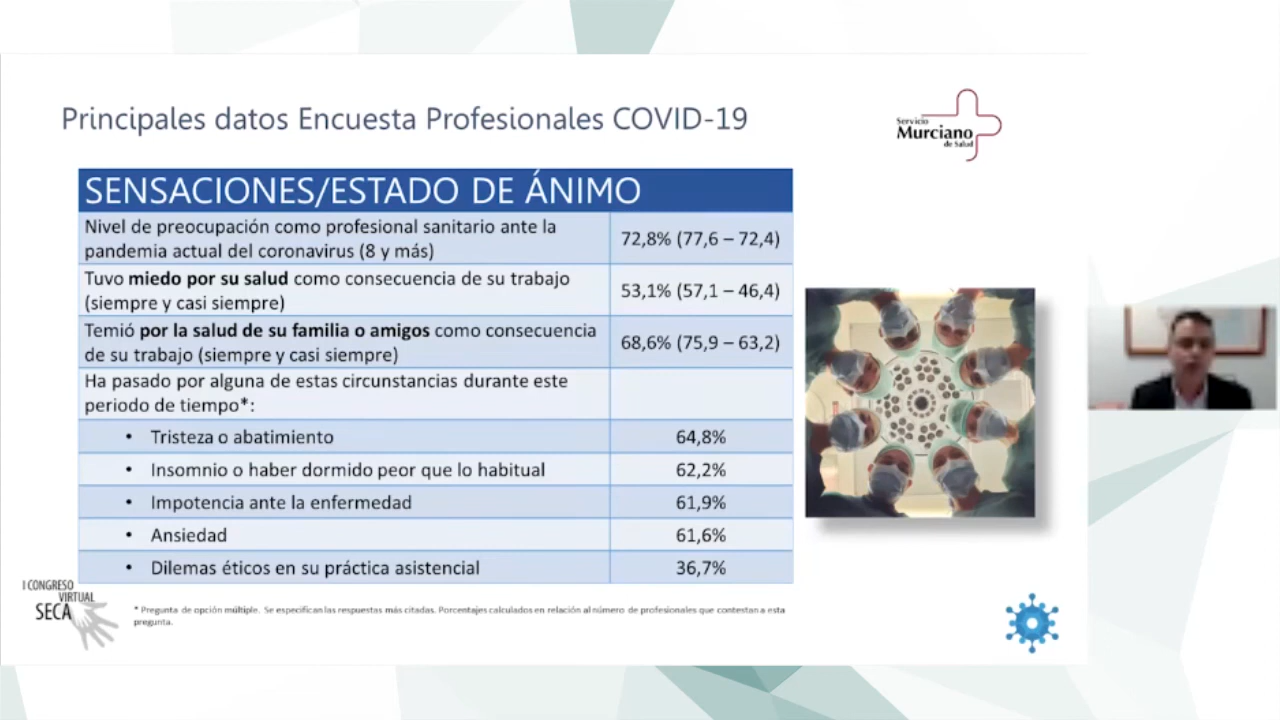 Principales datos Encuesta Profesionales COVID-19
Servicio
Murciano
de Salud
SENSACIONES/ESTADO DE ÁNIMO
Nivel de preocupación como profesional sanitario ante la
pandemia actual del coronavirus (8 y más)
72,8% (77,6 – 72,4)
Tuvo miedo por su salud como consecuencia de su trabajo
(siempre y casi siempre)
53,1% (57,1 – 46,4)
Temió por la salud de su familia o amigos como consecuencia
de su trabajo (siempre y casi siempre)
68,6% (75,9 – 63,2)
Ha pasado por alguna de estas circunstancias durante este
periodo de tiempo*:
• Tristeza o abatimiento 64,8%
• Insomnio o haber dormido peor que lo habitual 62,2%
• Impotencia ante la enfermedad 61,9%
• Ansiedad 61,6%
• Dilemas éticos en su práctica asistencial 36,7%
I CONGRESO
VIRTUAL
SECA
* Pregunta de opción múltiple. Se especifican las respuestas más citadas. Porcentajes calculados en relación al número de profesionales que contestan a esta
pregunta.